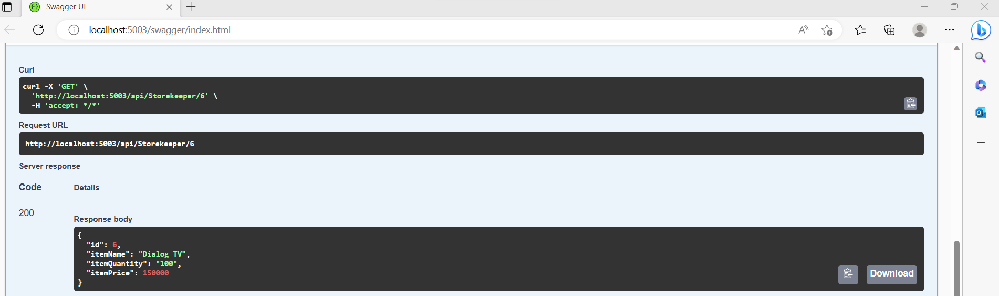 Swagger UI
localhost:5003/swagger/index.html
Curl
curl -X 'GET' \
'http://localhost:5003/api/Storekeeper/6' \
-H 'accept: */*'
Request URL
http://localhost:5003/api/Storekeeper/6
Server response
Code Details
200
Response body
{
"id": 6,
"itemName": "Dialog TV",
"itemQuantity": "100",
"itemPrice": 150000
}
Download